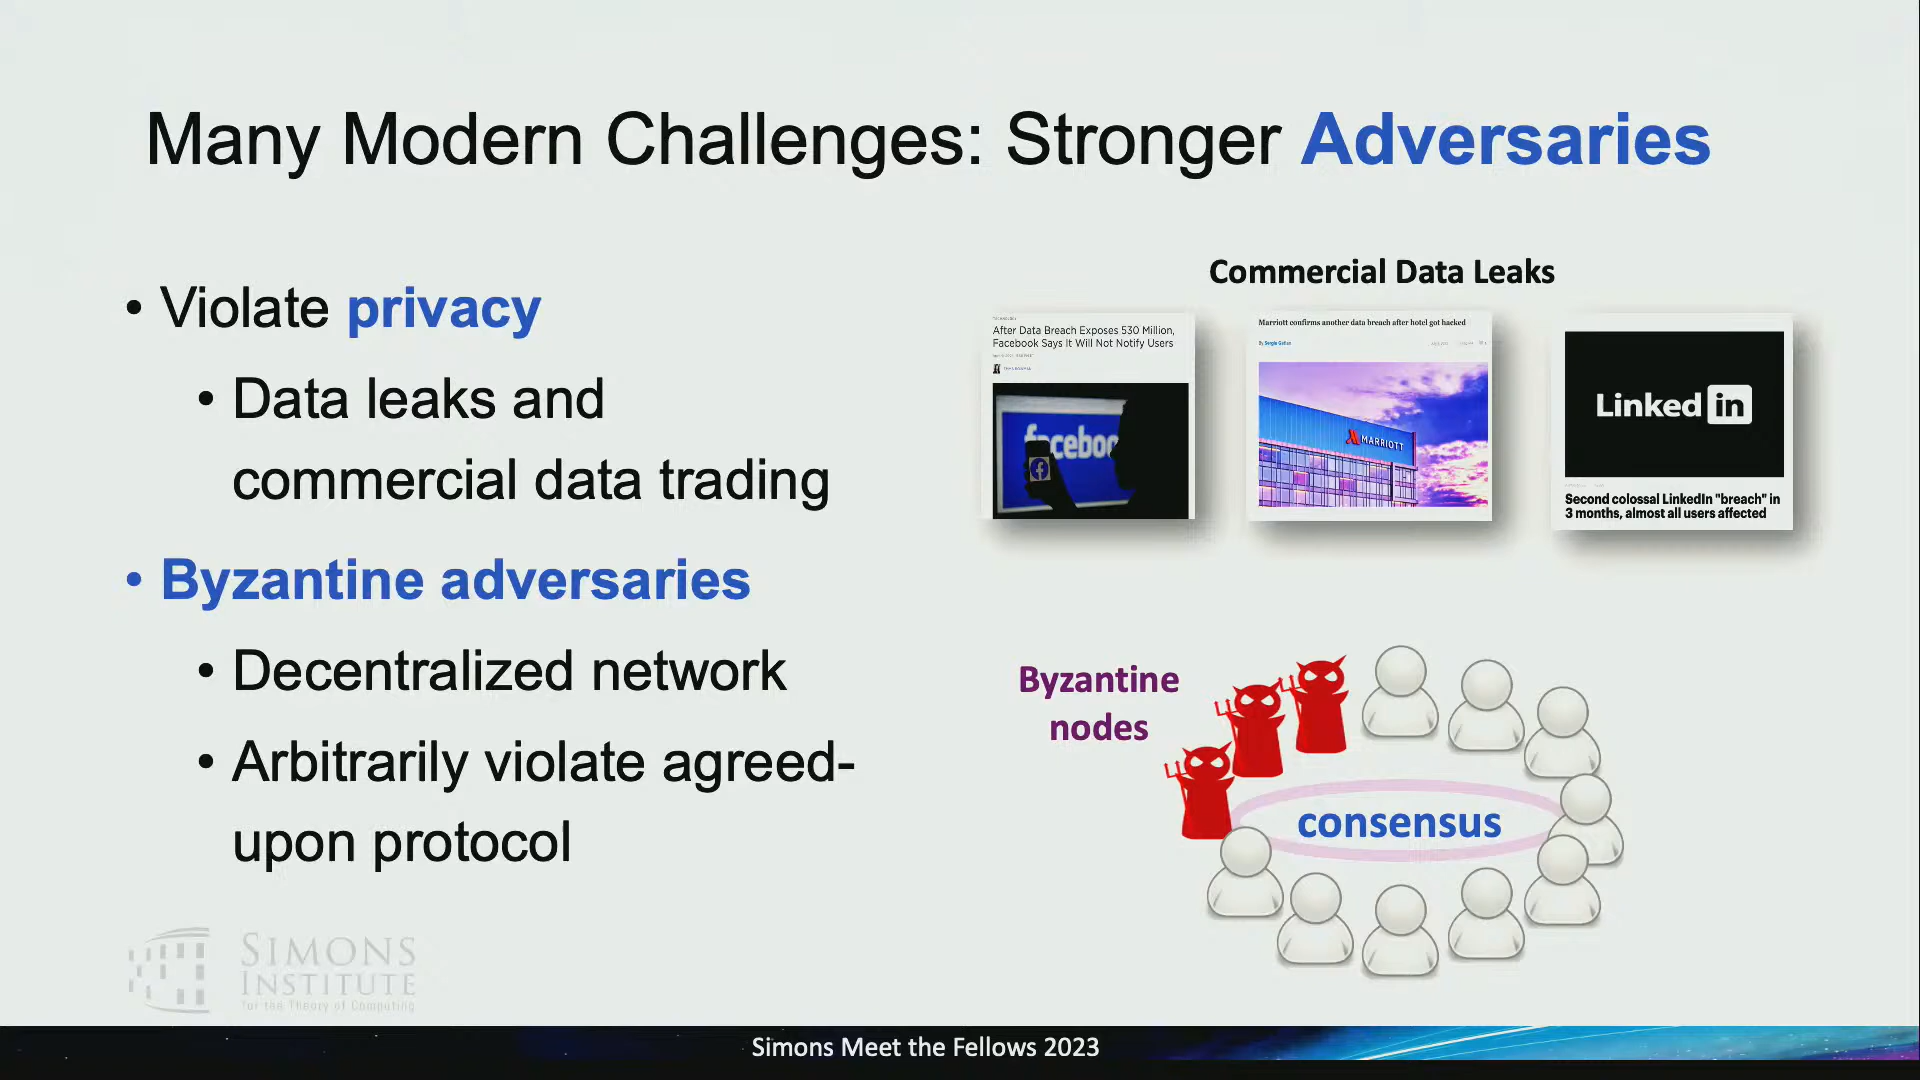 Many Modern Challenges: Stronger Adversaries
• Violate privacy
• Data leaks and
commercial data trading
• Byzantine adversaries
• Decentralized network
• Arbitrarily violate agreed-
upon protocol
Commercial Data Leaks
After Data Breach Exposes 530 Million,
Facebook Says It Will Not Notify Users
faceboo
Marriott confirms another data breach after hotel got hacked
By Sergiu Gatlan
MARRIOTT
Linked in
Second colossal LinkedIn "breach" in
3 months, almost all users affected
Byzantine
nodes
consensus
SIMONS
INSTITUTE
for the Theory of Computing
Simons Meet the Fellows 2023